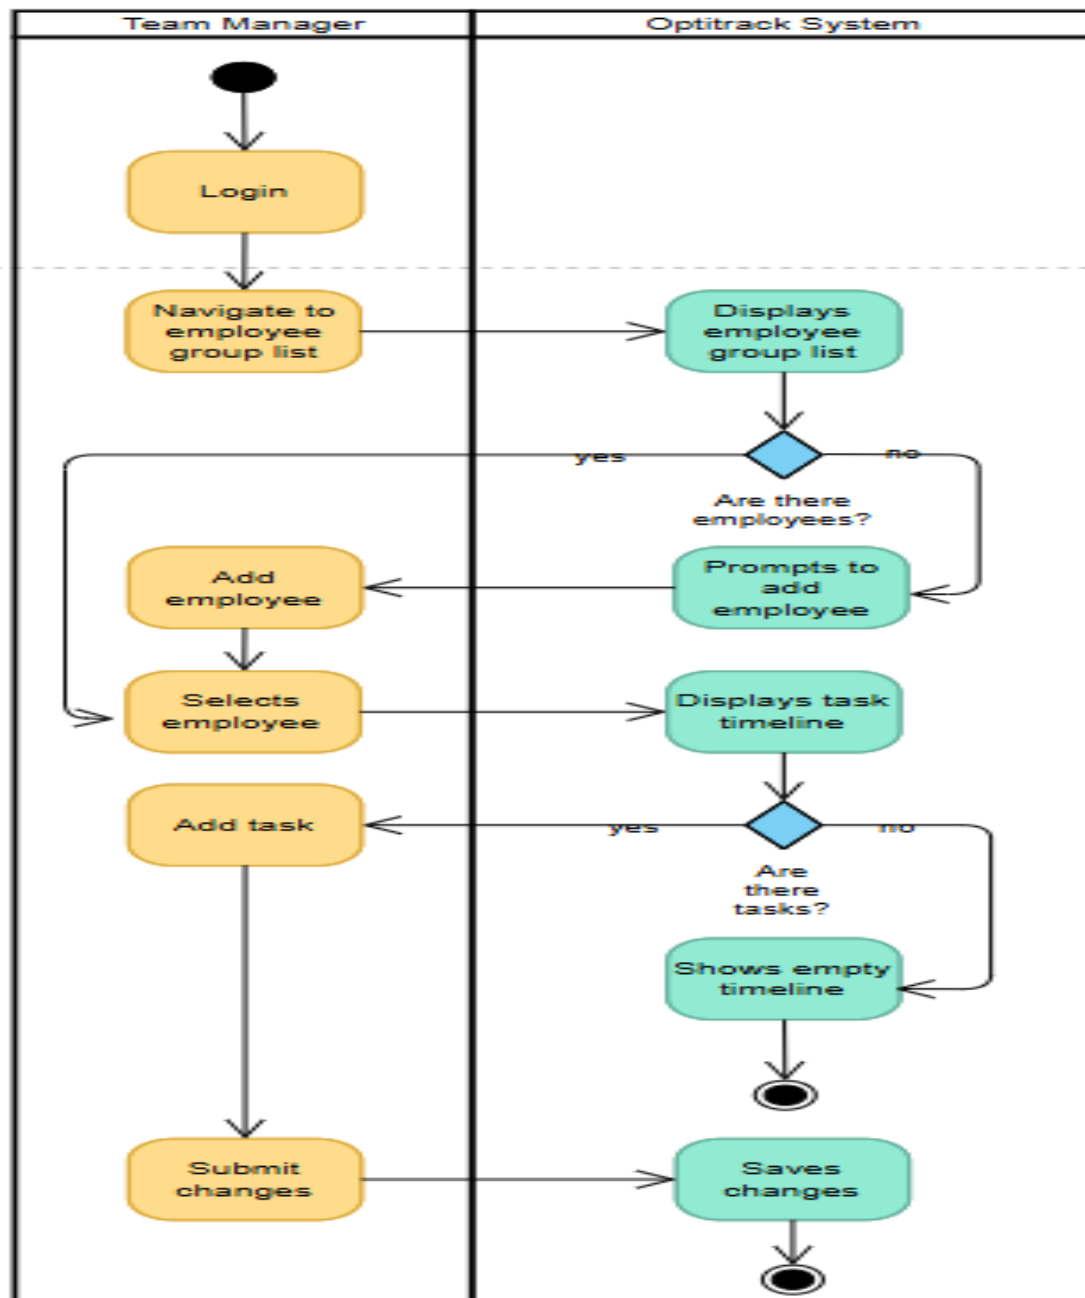 Team Manager
Optitrack System
Login
Navigate to
employee
group list
Displays
employee
group list
yes
no
Are there
employees?
Add
employee
Prompts to
add
employee
Selects
employee
Displays task
timeline
Add task
yes
no
Are
there
tasks?
Shows empty
timeline
Submit
changes
Saves
changes